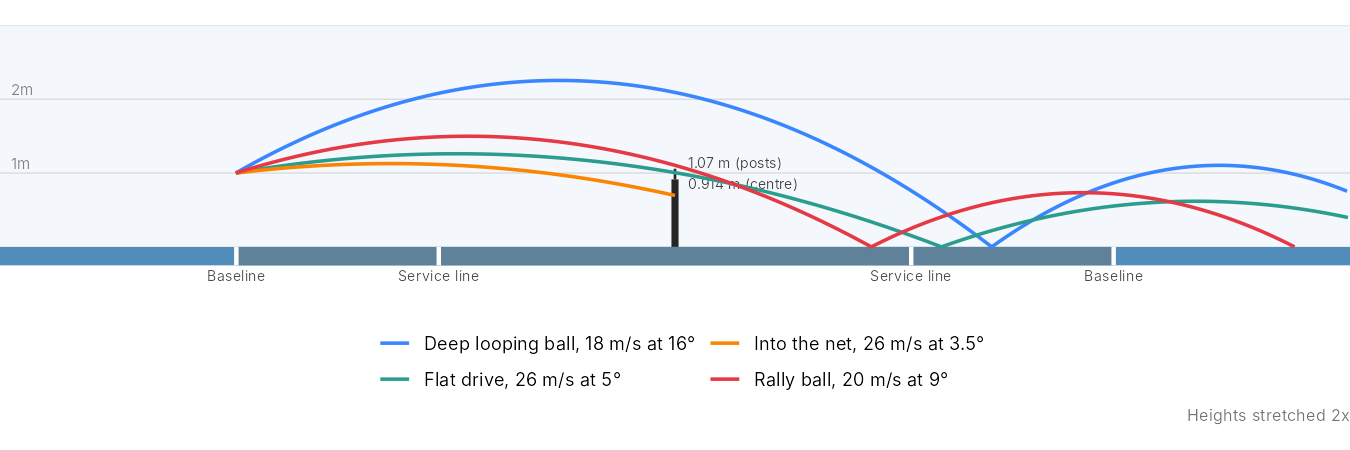 2m
1m
1.07 m (posts)
0.914 m (centre)
Baseline
Service line
Service line
Baseline
Deep looping ball, 18 m/s at 16°
Into the net, 26 m/s at 3.5°
Flat drive, 26 m/s at 5°
Rally ball, 20 m/s at 9°
Heights stretched 2x